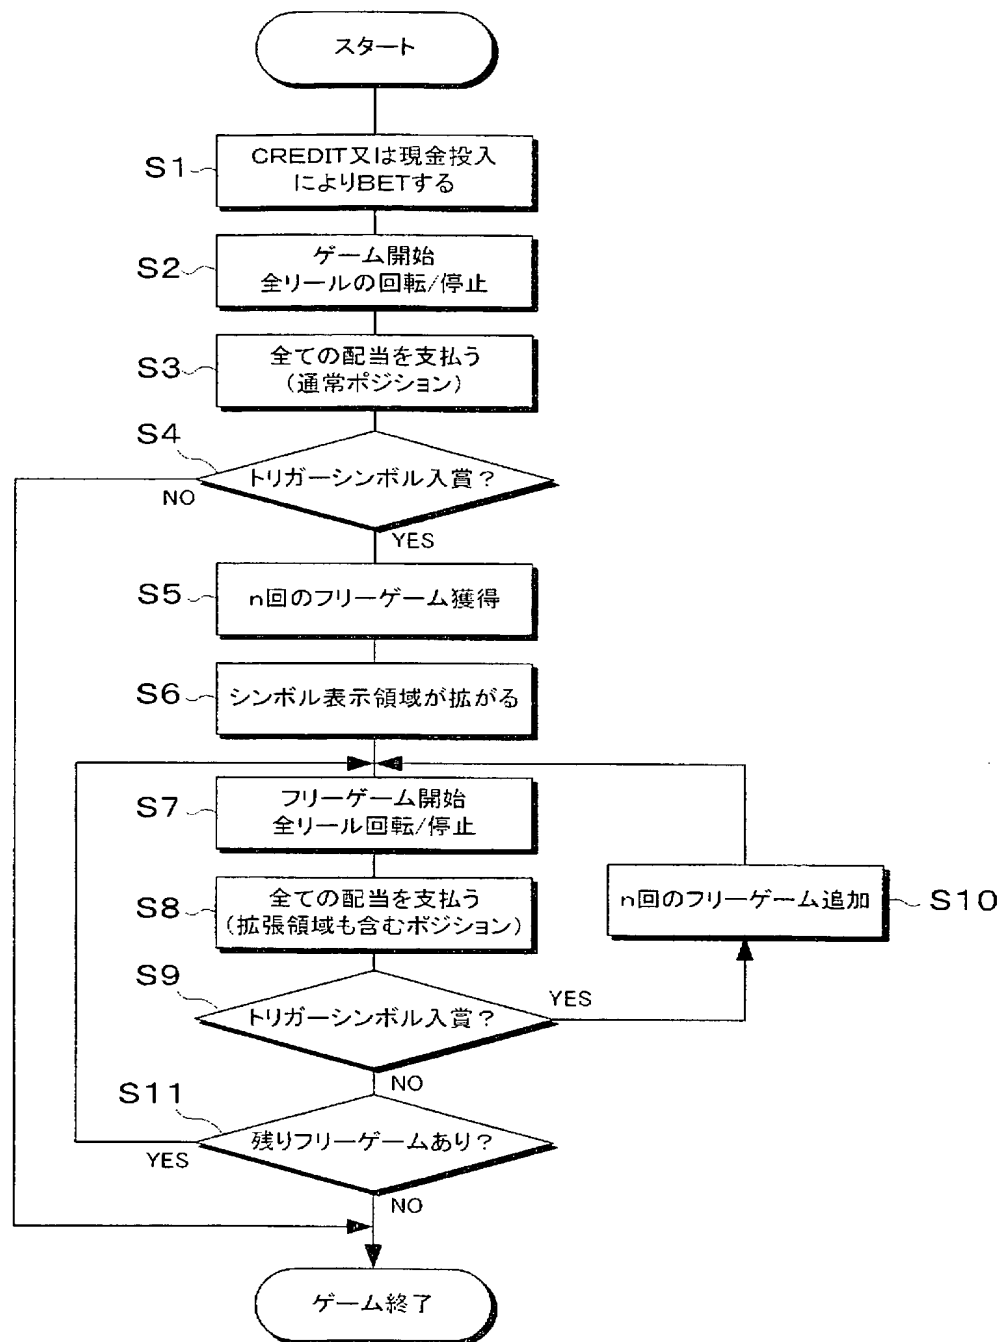 スタート
S1
CREDIT又は現金投入
によりBETする
S2
ゲーム開始
全リールの回転/停止
S3
全ての配当を支払う
(通常ポジション)
S4
トリガーシンボル入賞?
NO
YES
S5
n回のフリーゲーム獲得
S6
シンボル表示領域が拡がる
S7
フリーゲーム開始
全リール回転/停止
S8
全ての配当を支払う
(拡張領域も含むポジション)
n回のフリーゲーム追加
S10
S9
トリガーシンボル入賞?
YES
NO
S11
残りフリーゲームあり?
YES
NO
ゲーム終了